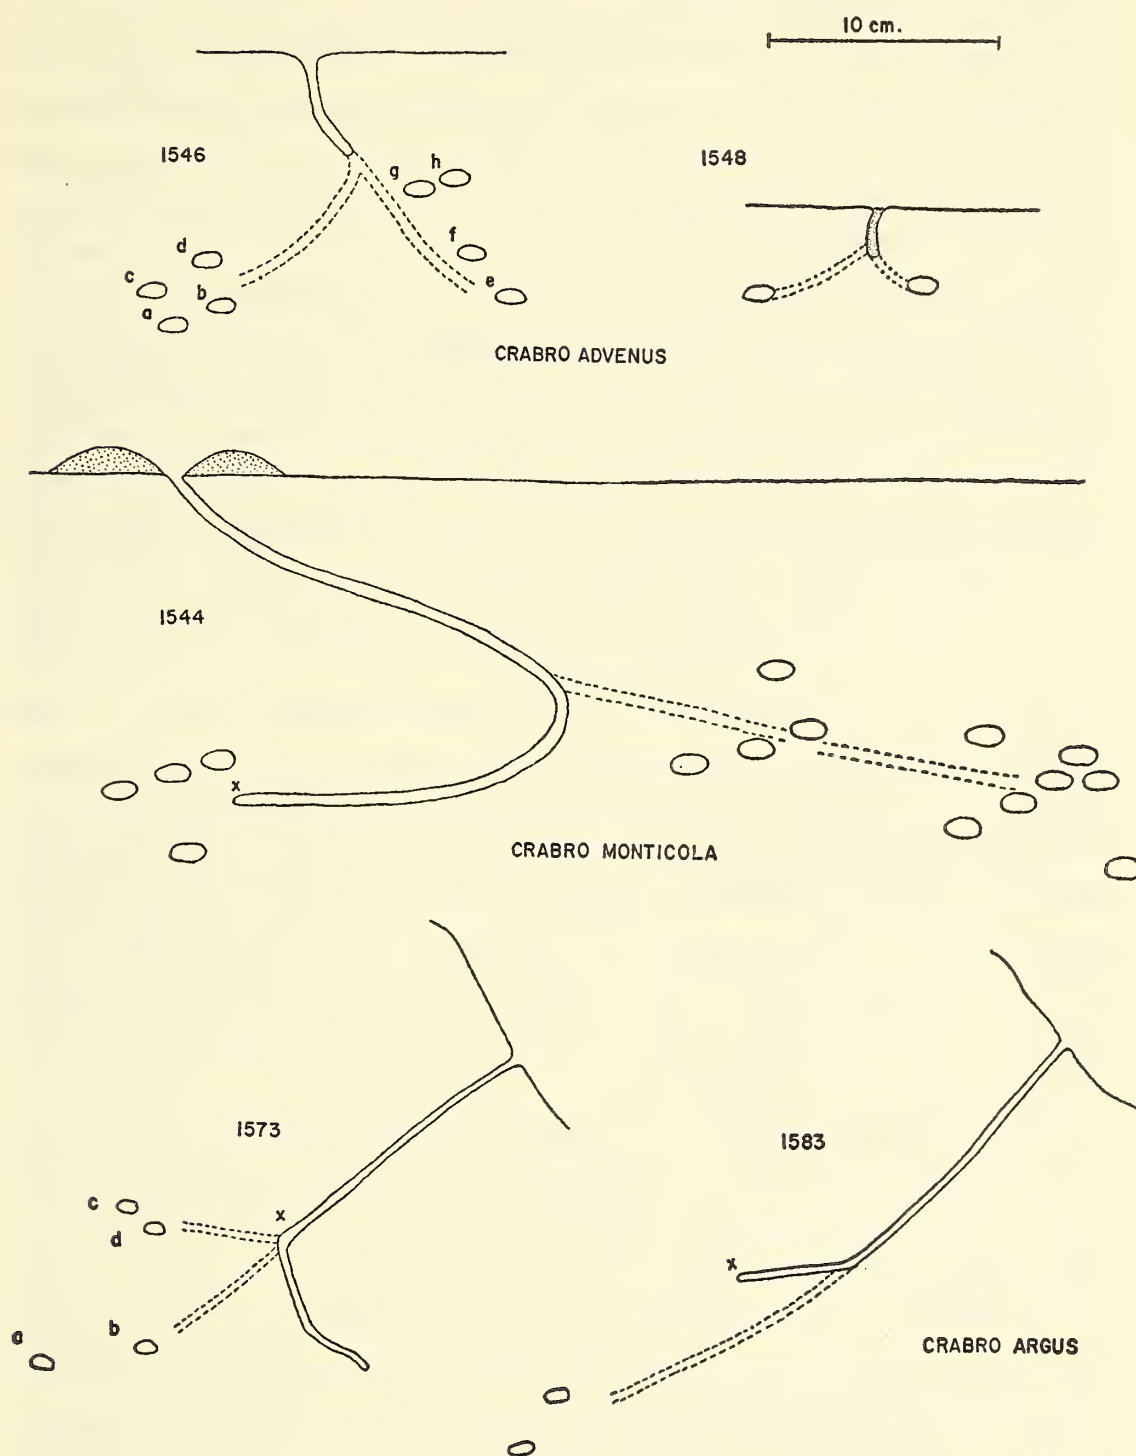 10 cm.
1546
1548
g h
d
f
c
b
e
a
CRABRO ADVENUS
1544
x
CRABRO MONTICOLA
1573
1583
c
x
d
x
a
b
CRABRO ARGUS